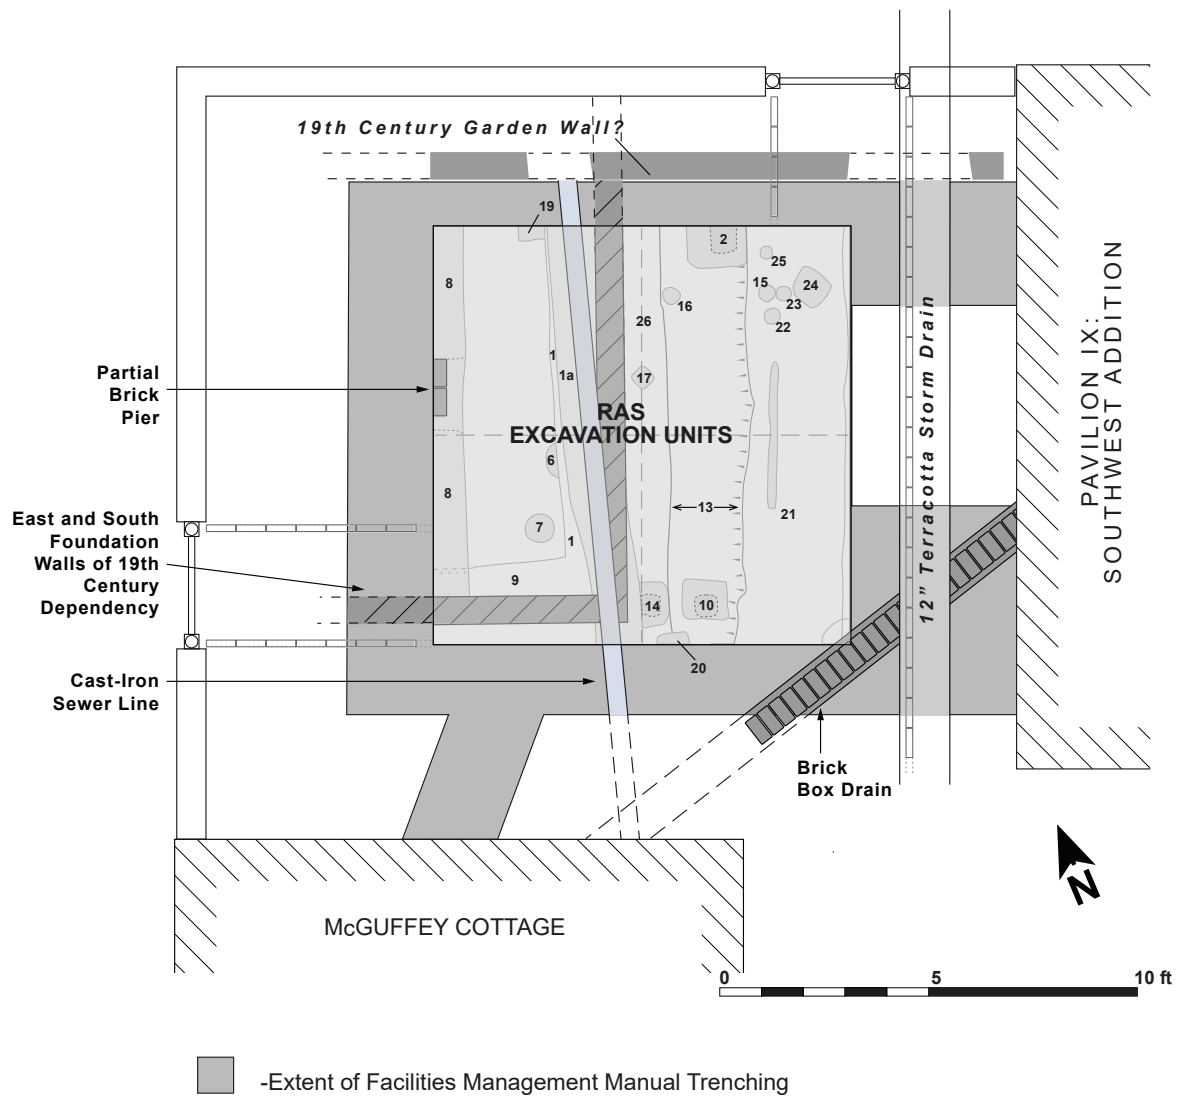 19th Century Garden Wall?
19
2
25
8
15
24
16
23
26
22
1
1a
17
Partial
Brick
Pier
RAS
EXCAVATION UNITS
6
8
13
21
7
1
9
14
10
20
East and South
Foundation
Walls of 19th
Century
Dependency
Cast-Iron
Sewer Line
12” Terracotta Storm Drain
PAVILION IX:
SOUTHWEST ADDITION
Brick
Box Drain
N
McGUFFEY COTTAGE
0 5 10 ft
-Extent of Facilities Management Manual Trenching